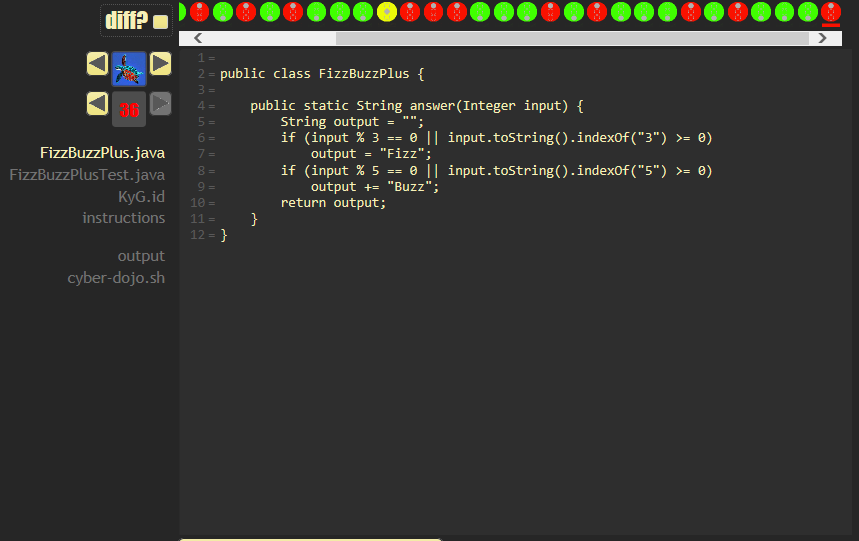 diff?
36
FizzBuzzPlus.java
FizzBuzzPlusTest.java
KyG.id
instructions
output
cyber-dojo.sh
1 =
2 = public class FizzBuzzPlus {
3 =
4 =     public static String answer(Integer input) {
5 =         String output = "";
6 =         if (input % 3 == 0 || input.toString().indexOf("3") >= 0)
7 =             output = "Fizz";
8 =         if (input % 5 == 0 || input.toString().indexOf("5") >= 0)
9 =             output += "Buzz";
10 =         return output;
11 =     }
12 = }